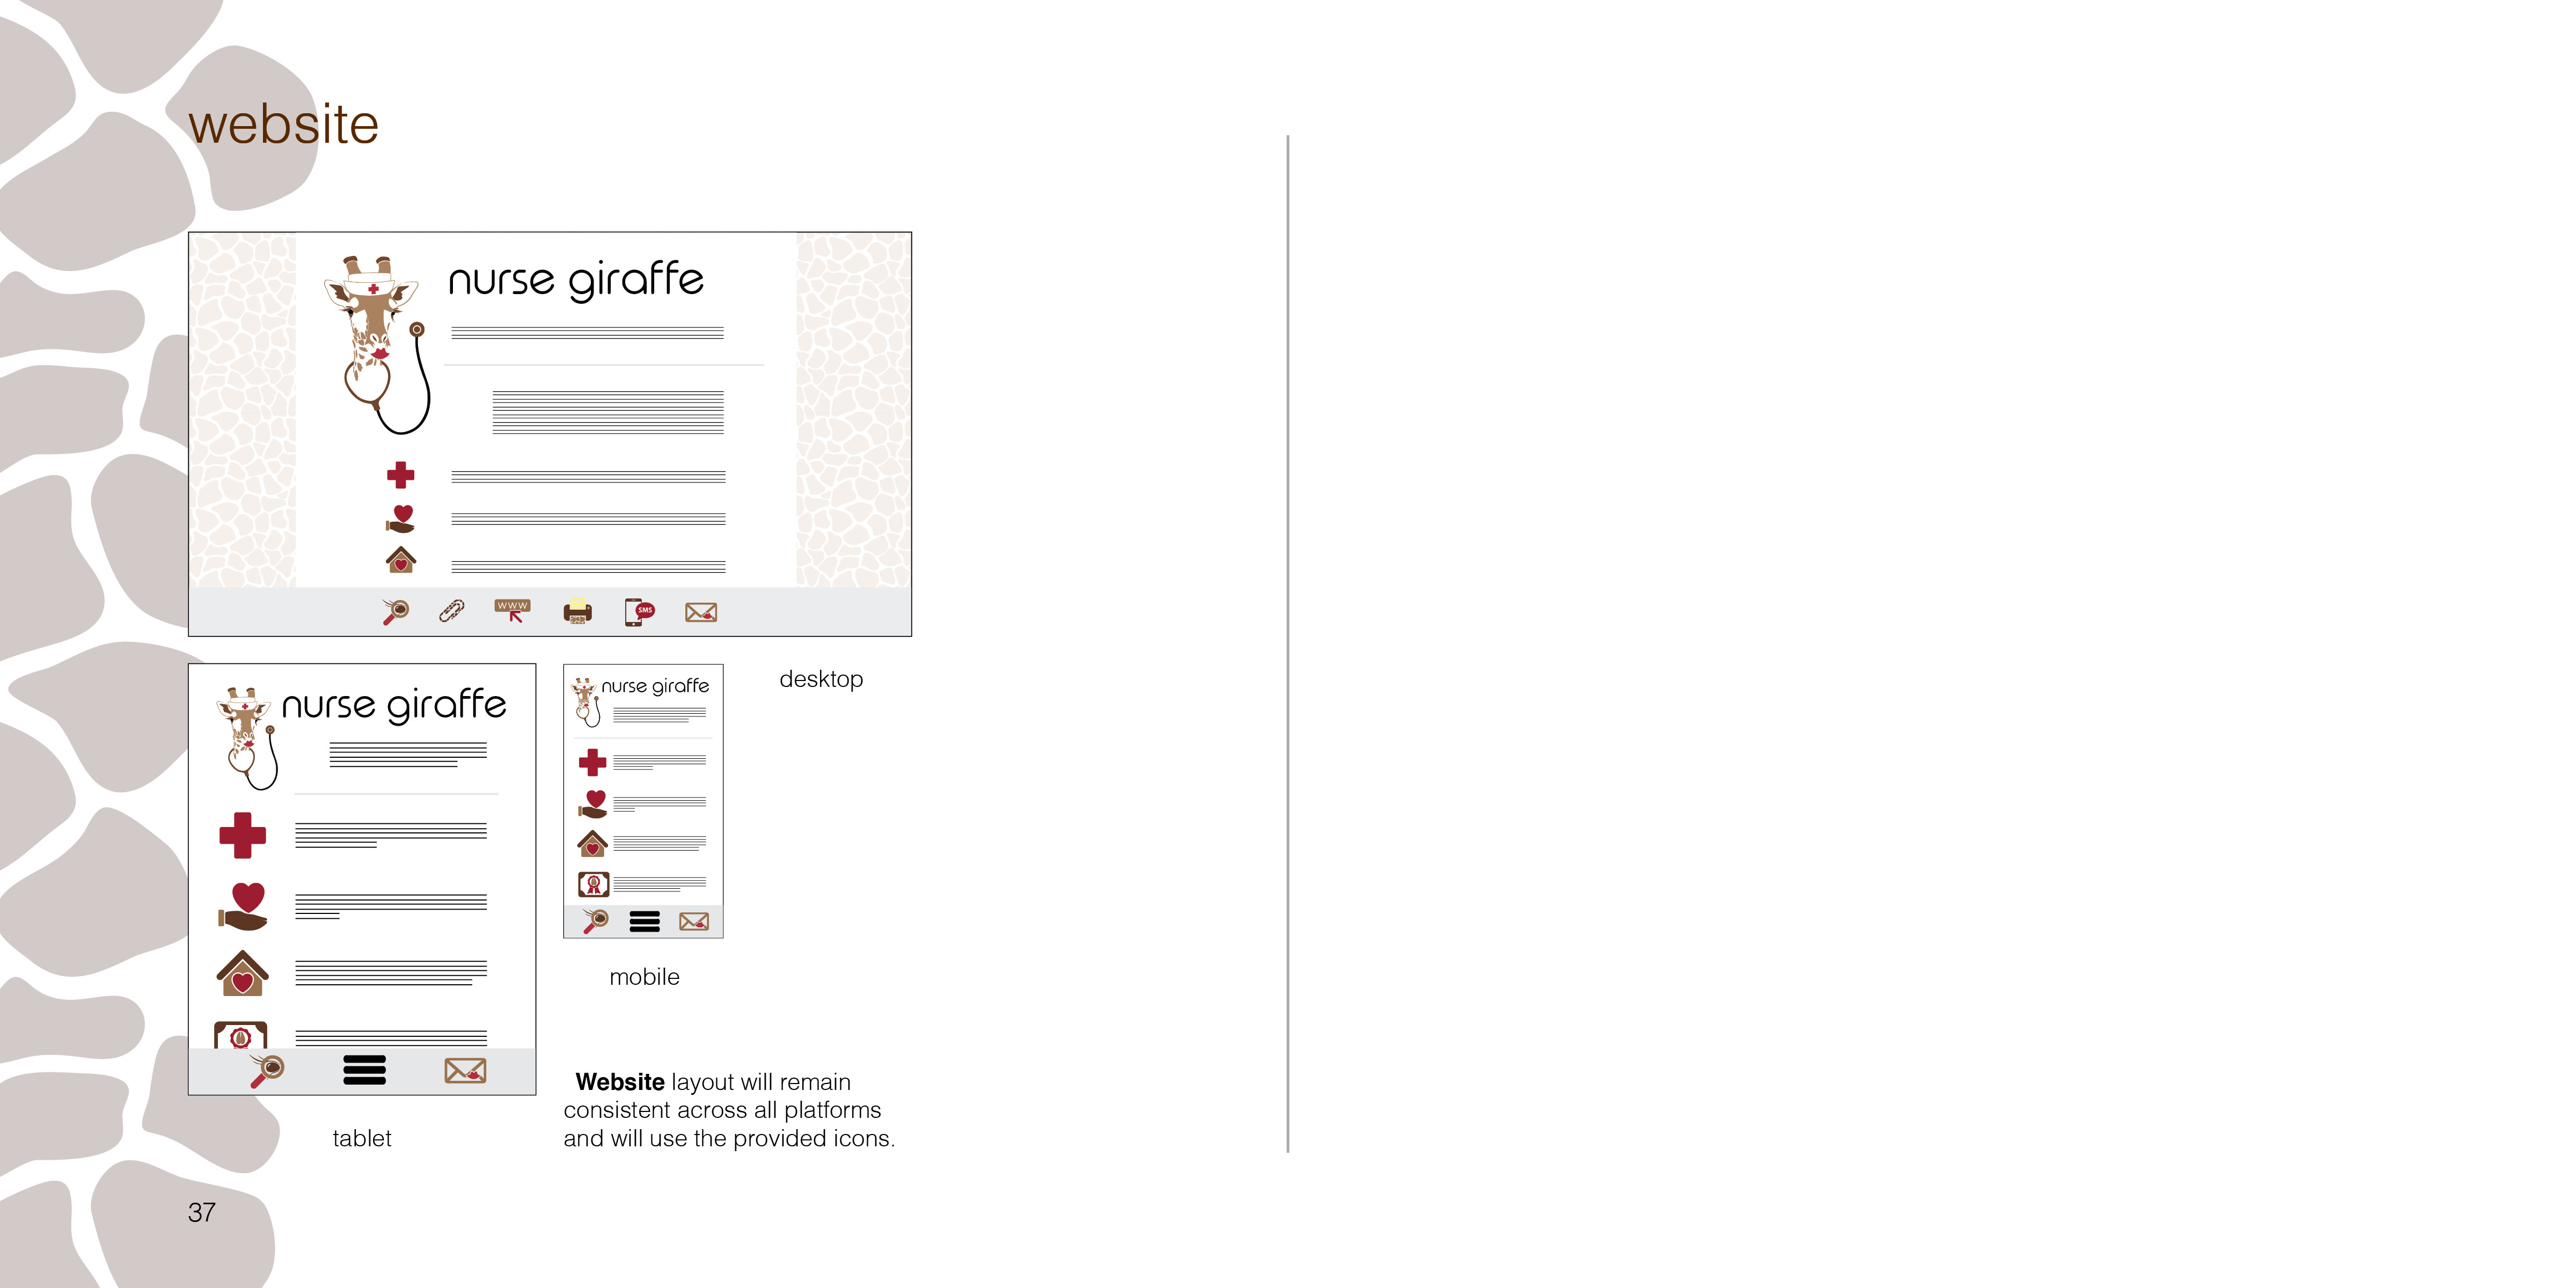 website
nurse giraffe
WWW
SMS
desktop
nurse giraffe
nurse giraffe
mobile
Website layout will remain
consistent across all platforms
and will use the provided icons.
tablet
37